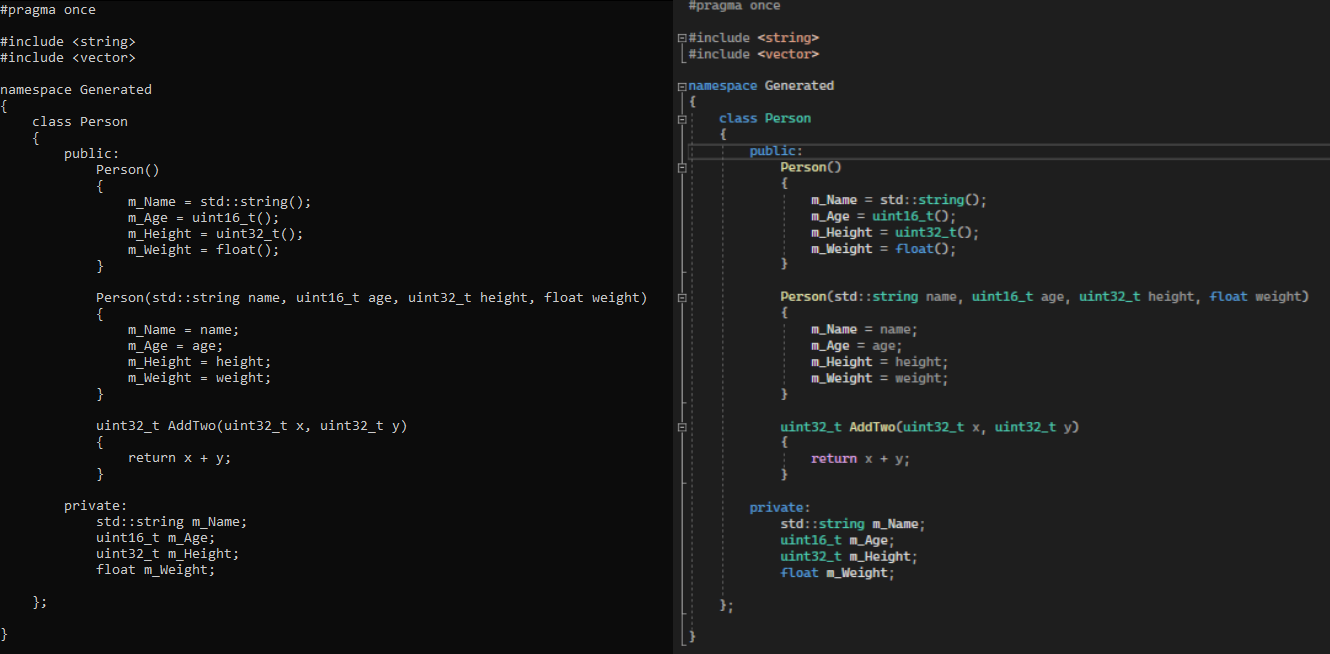 #pragma once
#include <string>
#include <vector>
namespace Generated
{
class Person
{
public:
Person()
{
m_Name = std::string();
m_Age = uint16_t();
m_Height = uint32_t();
m_Weight = float();
}
Person(std::string name, uint16_t age, uint32_t height, float weight)
{
m_Name = name;
m_Age = age;
m_Height = height;
m_Weight = weight;
}
uint32_t AddTwo(uint32_t x, uint32_t y)
{
return x + y;
}
private:
std::string m_Name;
uint16_t m_Age;
uint32_t m_Height;
float m_Weight;
};
}
#pragma once
#include <string>
#include <vector>
namespace Generated
{
class Person
{
public:
Person()
{
m_Name = std::string();
m_Age = uint16_t();
m_Height = uint32_t();
m_Weight = float();
}
Person(std::string name, uint16_t age, uint32_t height, float weight)
{
m_Name = name;
m_Age = age;
m_Height = height;
m_Weight = weight;
}
uint32_t AddTwo(uint32_t x, uint32_t y)
{
return x + y;
}
private:
std::string m_Name;
uint16_t m_Age;
uint32_t m_Height;
float m_Weight;
};
}